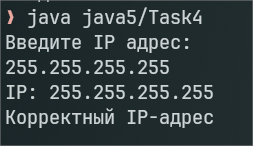 ❯ java java5/Task4
Введите IP адрес:
255.255.255.255
IP: 255.255.255.255
Корректный IP-адрес